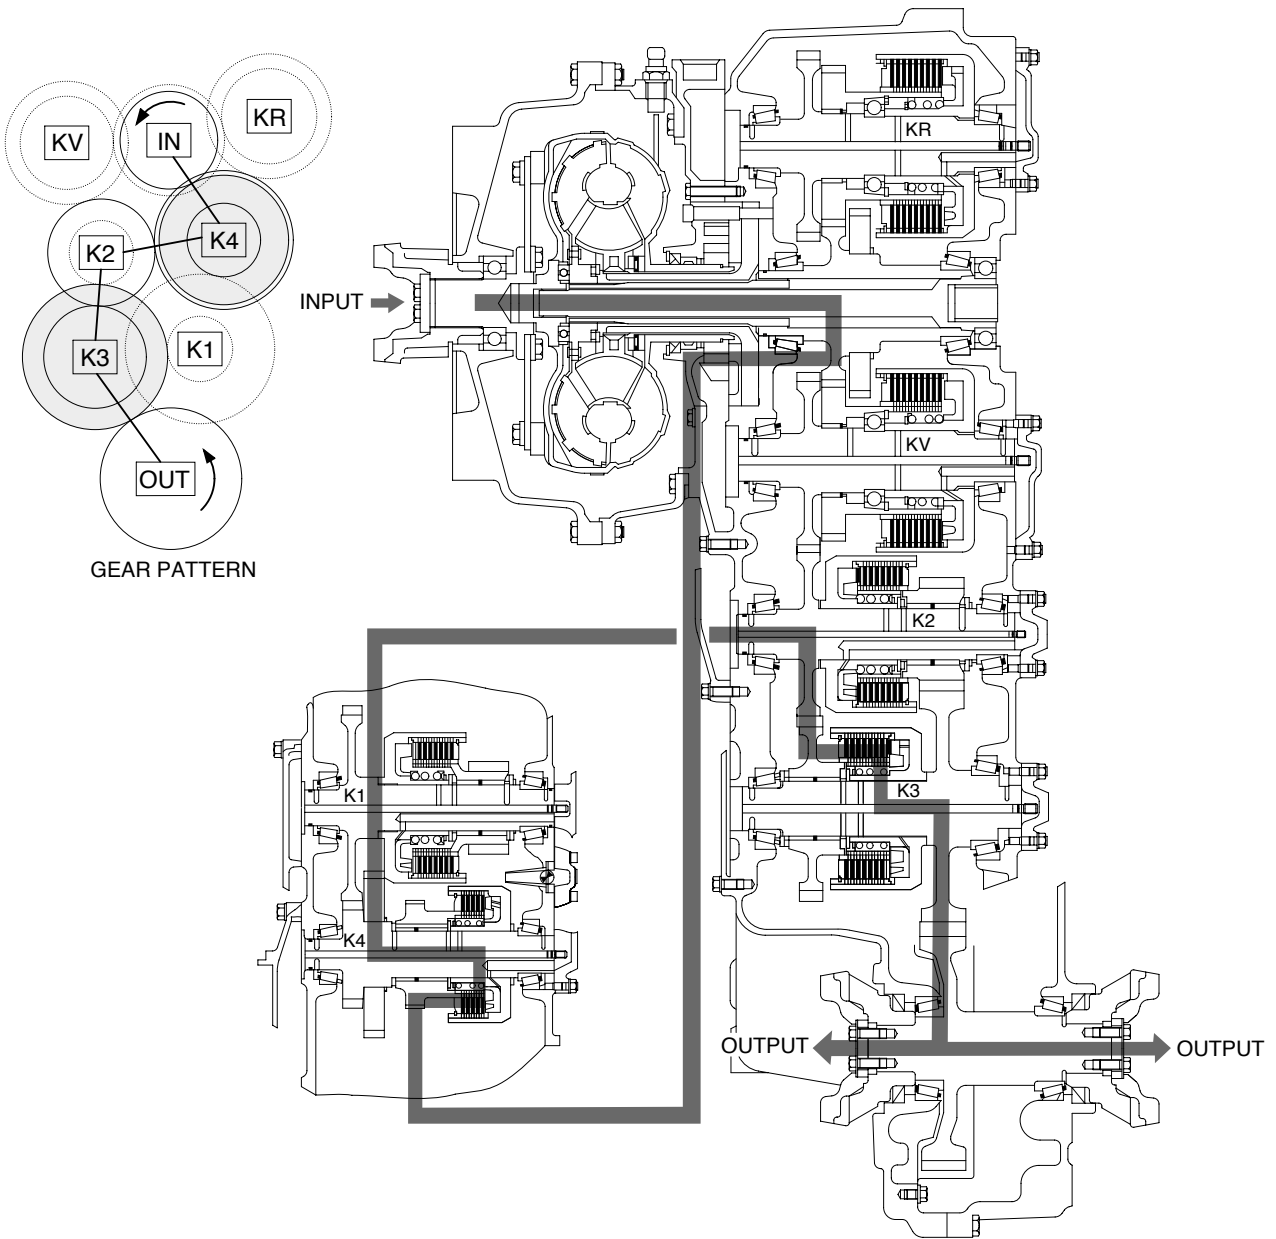 KV
IN
KR
K2
K4
K3
K1
OUT
GEAR PATTERN
INPUT
KR
KV
K2
K3
K1
K4
OUTPUT
OUTPUT